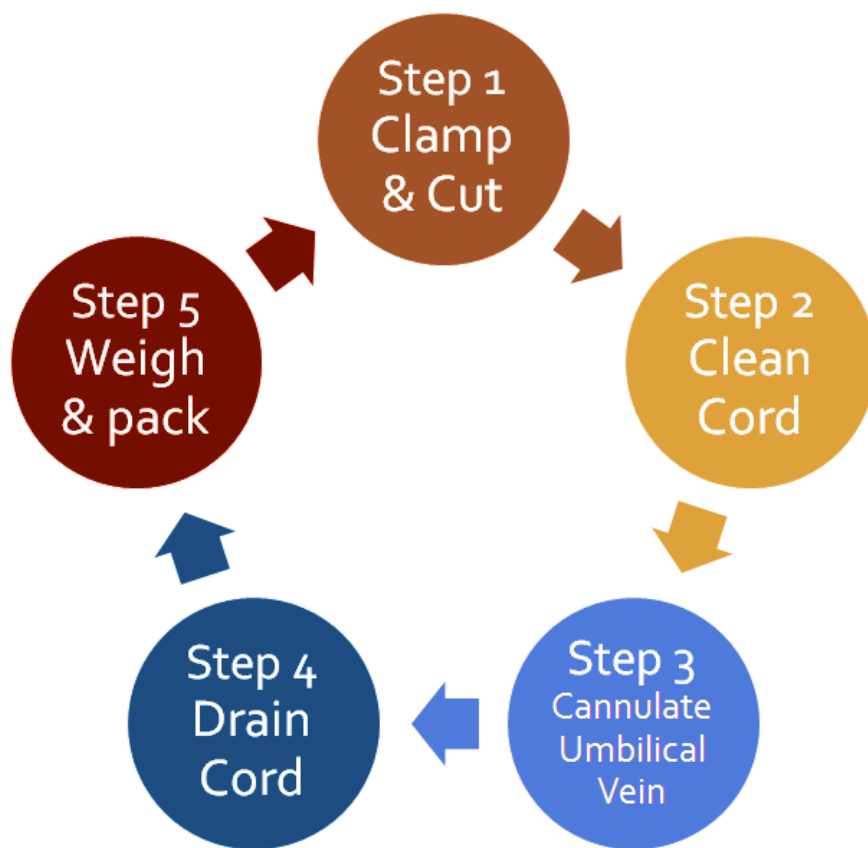 Step 1
Clamp
& Cut
Step 2
Clean
Cord
Step 3
Cannulate
Umbilical
Vein
Step 4
Drain
Cord
Step 5
Weigh
& pack